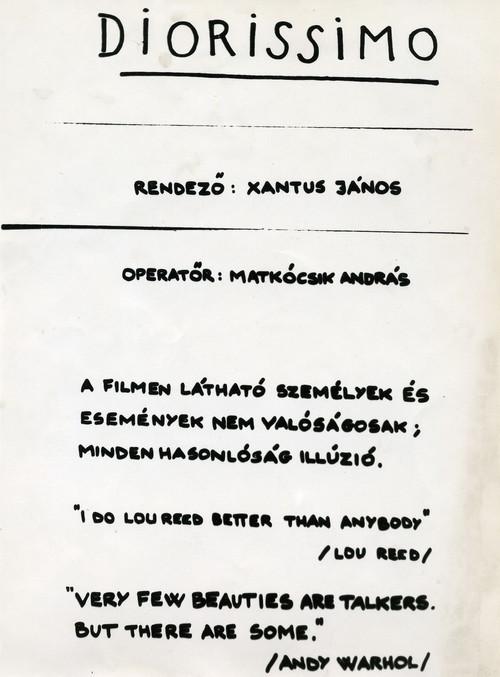 DIORISSIMO
RENDEZŐ: XANTUS JÁNOS
OPERATŐR: MATKÓCSIK ANDRÁS
A FILMEN LÁTHATÓ SZEMÉLYEK ÉS
ESEMÉNYEK NEM VALÓSÁGOSAK;
MINDEN HASONLÓSÁG ILLÚZIÓ.
"I DO LOU REED BETTER THAN ANYBODY"
/LOU REED/
"VERY FEW BEAUTIES ARE TALKERS.
BUT THERE ARE SOME."
/ANDY WARHOL/